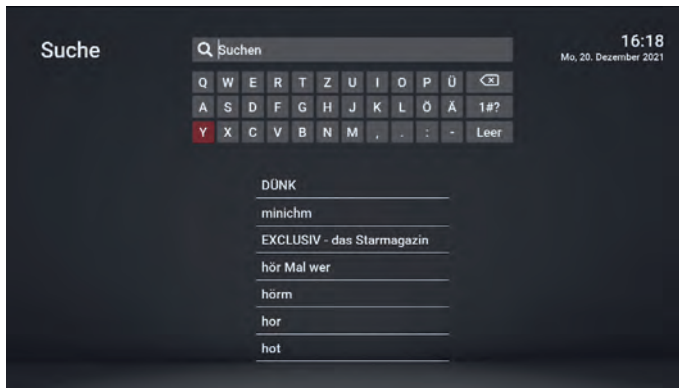 Suche
Suchen
16:18
Mo, 20. Dezember 2021
Q W E R T Z U I O P Ü
A S D F G H J K L Ö Ä 1#?
Y X C V B N M , . : - Leer
DÜNK
minichm
EXCLUSIV - das Starmagazin
hör Mal wer
hörm
hor
hot